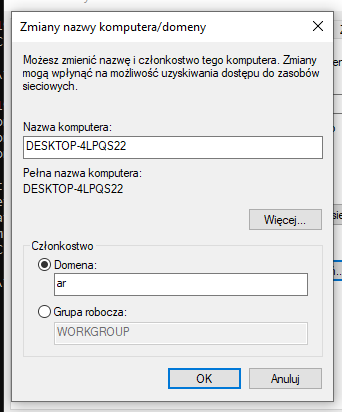 Zmiany nazwy komputera/domeny
Możesz zmienić nazwę i członkostwo tego komputera. Zmiany
mogą wpłynąć na możliwość uzyskiwania dostępu do zasobów
sieciowych.
Nazwa komputera:
DESKTOP-4LPQS22
Pełna nazwa komputera:
DESKTOP-4LPQS22
Więcej...
Członkostwo
Domena:
ar
Grupa robocza:
WORKGROUP
OK
Anuluj